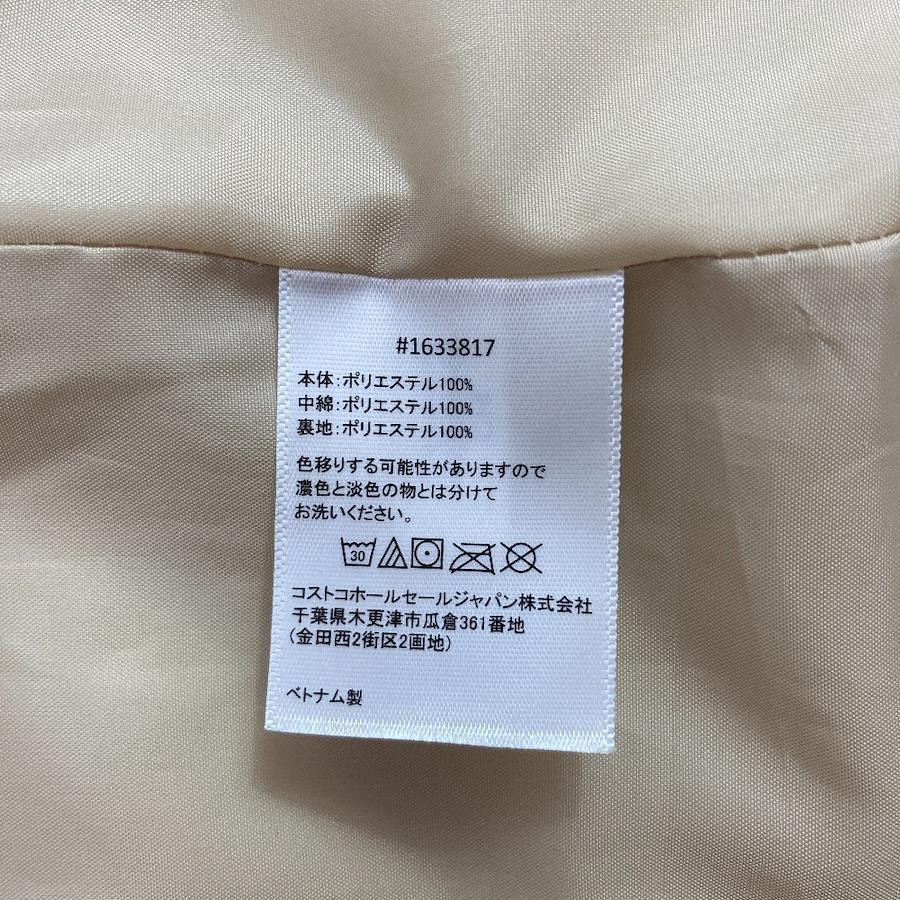 #1633817
本体:ポリエステル100%
中綿:ポリエステル100%
裏地:ポリエステル100%
色移りする可能性がありますので
濃色と淡色の物とは分けて
お洗いください。
30
コストコホールセールジャパン株式会社
千葉県木更津市瓜倉361番地
(金田西2街区2画地)
ベトナム製